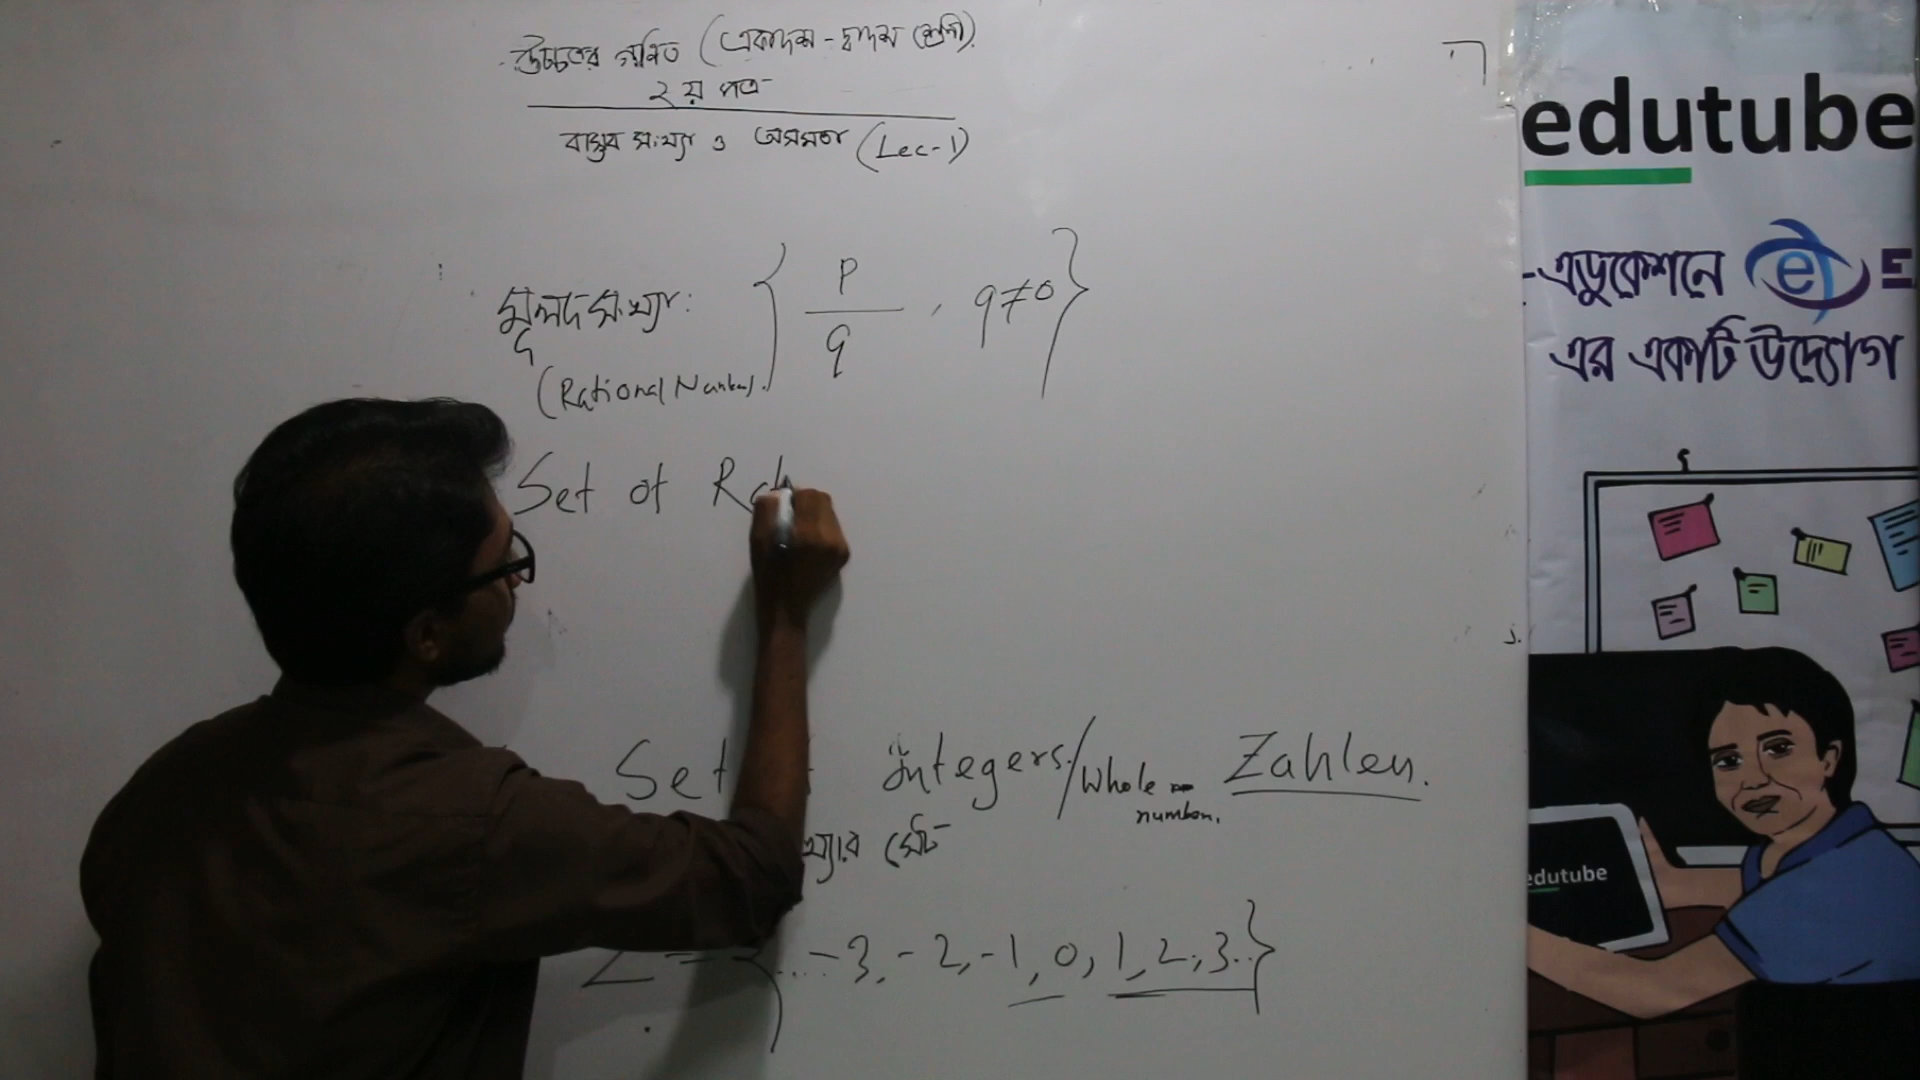 উচ্চতর গণিত (একাদশ - দ্বাদশ শ্রেণী).
২য় পত্র
বাস্তব সংখ্যা ও অসমতা (Lec-1)
মূলদ সংখ্যা: { p/q , q≠0 }
(Rational Number).
Set of Rat
Set integers/Whole number. Zahlen.
খ্যার সেট
Z = {...-3, -2, -1, 0, 1, 2, 3..}
edutube
-এডুকেশনে e E
এর একটি উদ্যোগ
edutube